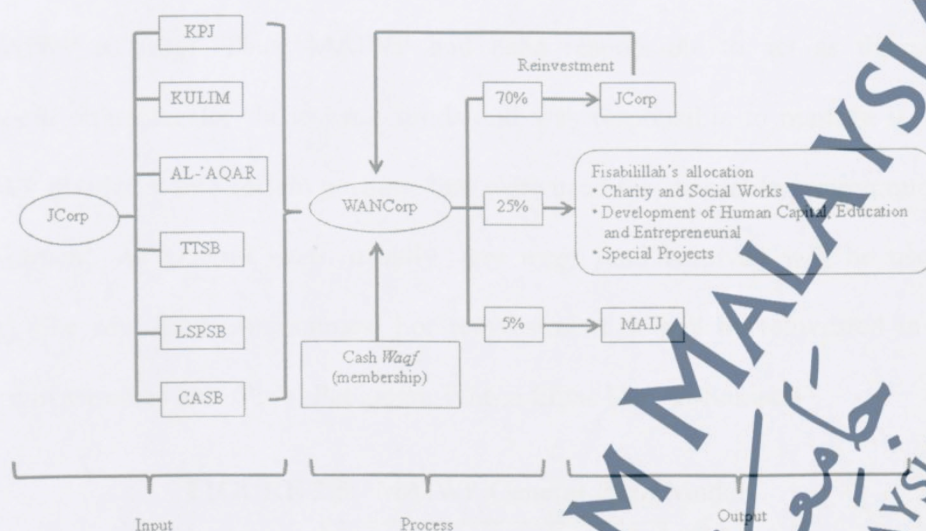 KPJ
KULIM
AL-'AQAR
JCorp
TTSB
LSPSB
CASB
WANCorp
Cash Waqf
(membership)
Reinvestment
70%
JCorp
25%
Fisabilillah's allocation
• Charity and Social Works
• Development of Human Capital, Education
and Entrepreneurial
• Special Projects
5%
MAIJ
Input
Process
Output
M MALAYSI